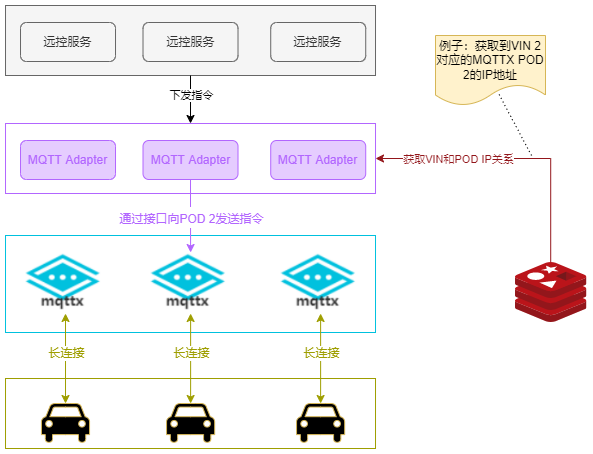 远控服务 远控服务 远控服务
下发指令
例子：获取到VIN 2
对应的MQTTX POD
2的IP地址
MQTT Adapter MQTT Adapter MQTT Adapter
获取VIN和POD IP关系
通过接口向POD 2发送指令
mqttx mqttx mqttx
长连接 长连接 长连接